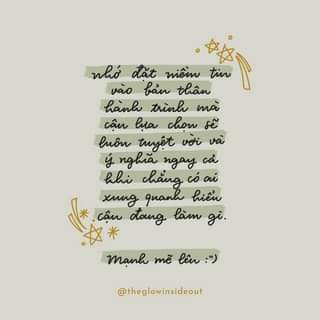 nhớ đặt niềm tin
vào bản thân
hành trình mà
cậu lựa chọn sẽ
luôn tuyệt vời và
ý nghĩa ngay cả
khi chẳng có ai
xung quanh hiểu
cậu đang làm gì.
Mạnh mẽ lên :")
@theglowinsideout